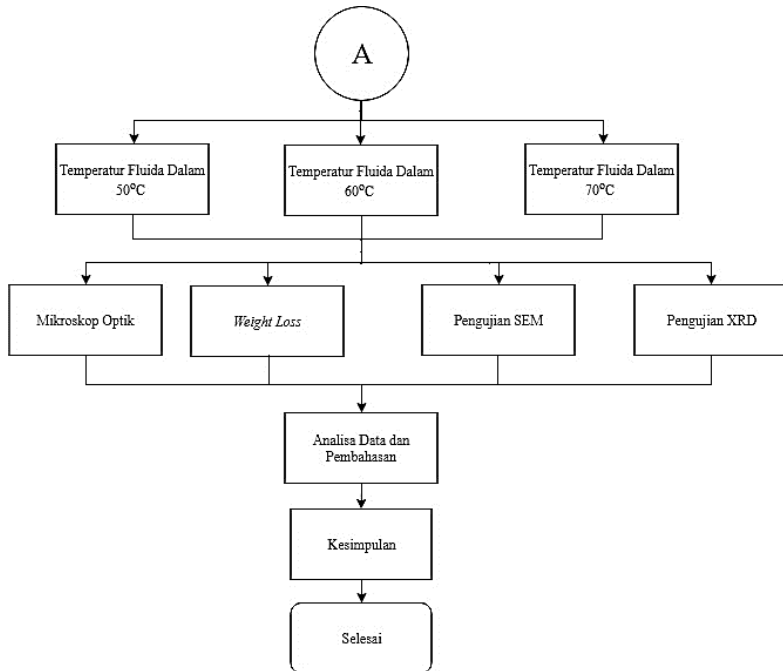 A
Temperatur Fluida Dalam
50°C
Temperatur Fluida Dalam
60°C
Temperatur Fluida Dalam
70°C
Mikroskop Optik
Weight Loss
Pengujian SEM
Pengujian XRD
Analisa Data dan
Pembahasan
Kesimpulan
Selesai